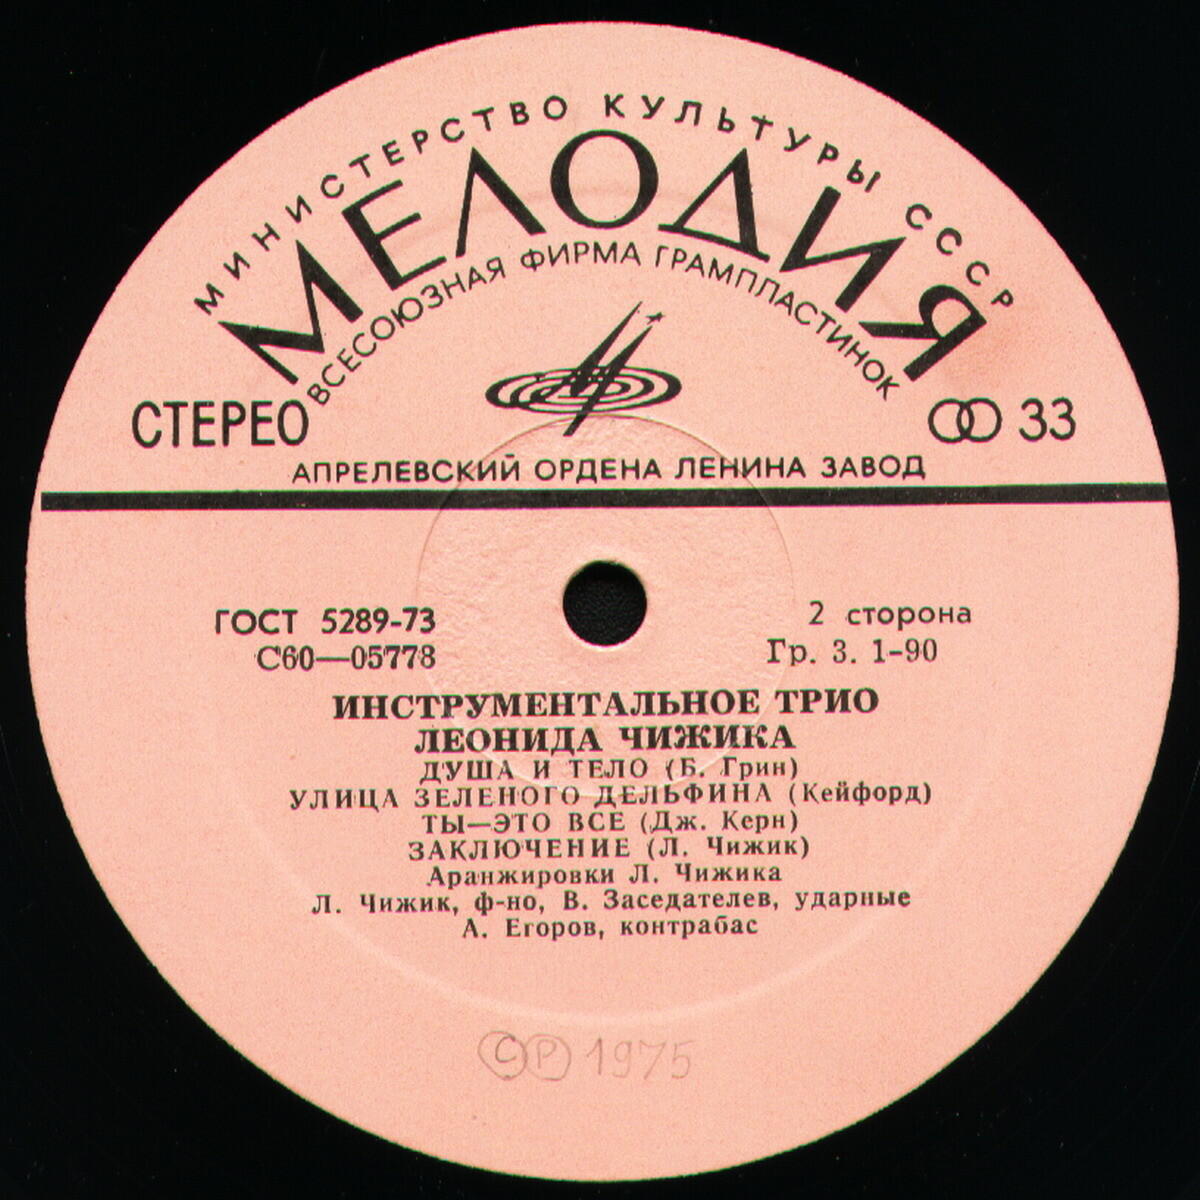 МИНИСТЕРСТВО КУЛЬТУРЫ СССР
МЕЛОДИЯ
ВСЕСОЮЗНАЯ ФИРМА ГРАМПЛАСТИНОК
СТЕРЕО
33
АПРЕЛЕВСКИЙ ОРДЕНА ЛЕНИНА ЗАВОД
ГОСТ 5289-73
2 сторона
С60—05778
Гр. 3. 1-90
ИНСТРУМЕНТАЛЬНОЕ ТРИО
ЛЕОНИДА ЧИЖИКА
ДУША И ТЕЛО (Б. Грин)
УЛИЦА ЗЕЛЕНОГО ДЕЛЬФИНА (Кейфорд)
ТЫ—ЭТО ВСЕ (Дж. Керн)
ЗАКЛЮЧЕНИЕ (Л. Чижик)
Аранжировки Л. Чижика
Л. Чижик, ф-но, В. Заседателев, ударные
А. Егоров, контрабас
Ⓒ Ⓟ 1975